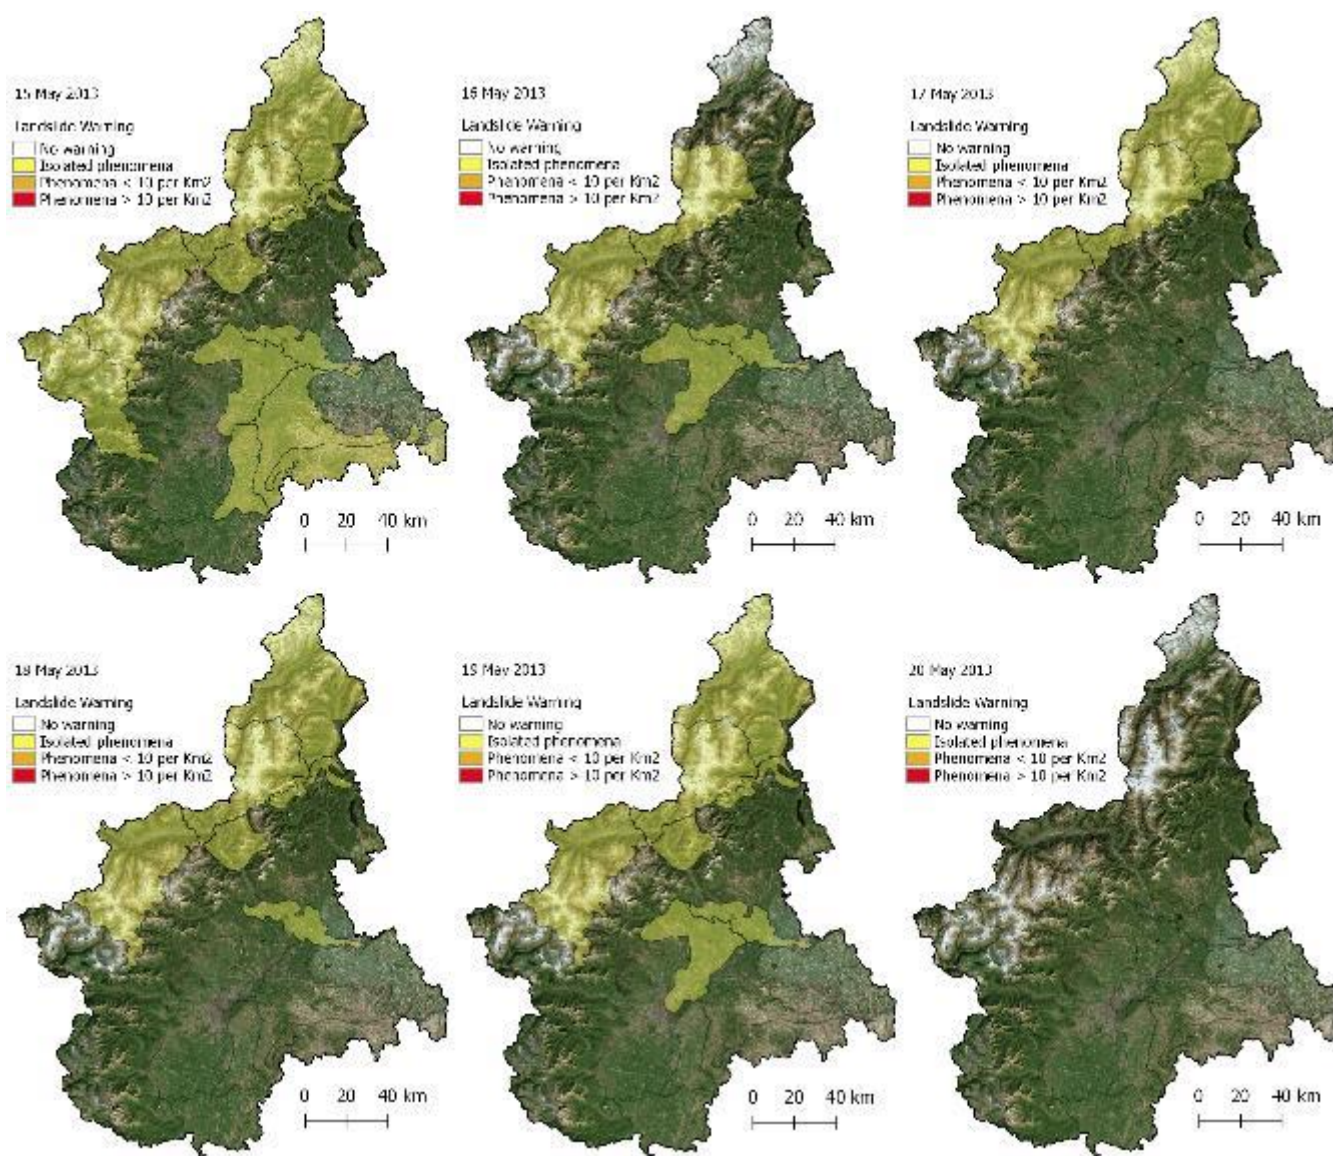 15 May 2013
Landslide Warning
No warning
Isolated phenomena
Phenomena < 10 per Km2
Phenomena > 10 per Km2
0 20 40 km
16 May 2013
Landslide Warning
No warning
Isolated phenomena
Phenomena < 10 per Km2
Phenomena > 10 per Km2
0 20 40 km
17 May 2013
Landslide Warning
No warning
Isolated phenomena
Phenomena < 10 per Km2
Phenomena > 10 per Km2
0 20 40 km
18 May 2013
Landslide Warning
No warning
Isolated phenomena
Phenomena < 10 per Km2
Phenomena > 10 per Km2
0 20 40 km
19 May 2013
Landslide Warning
No warning
Isolated phenomena
Phenomena < 10 per Km2
Phenomena > 10 per Km2
0 20 40 km
20 May 2013
Landslide Warning
No warning
Isolated phenomena
Phenomena < 10 per Km2
Phenomena > 10 per Km2
0 20 40 km